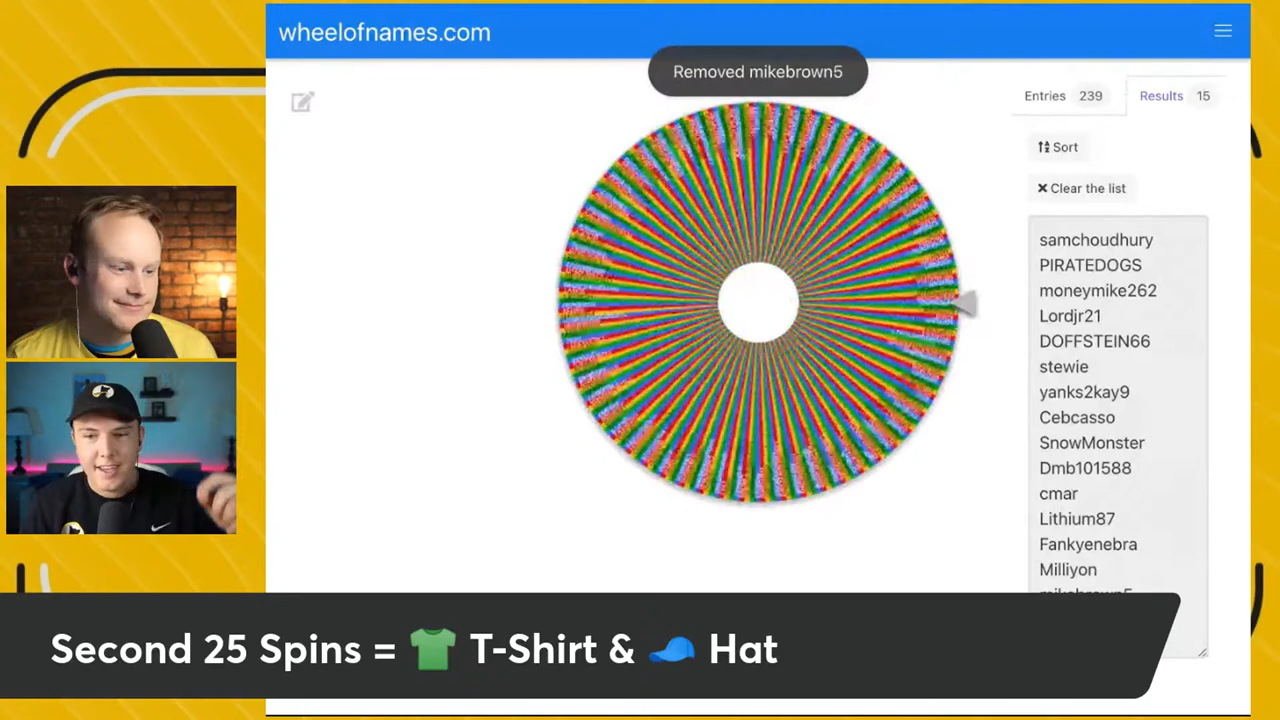 wheelofnames.com
Removed mikebrown5
Entries 239
Results 15
Sort
Clear the list
samchoudhury
PIRATEDOGS
moneymike262
Lordjr21
DOFFSTEIN66
stewie
yanks2kay9
Cebcasso
SnowMonster
Dmb101588
cmar
Lithium87
Fankyenebra
Milliyon
mikebrown5
Second 25 Spins = 👕 T-Shirt & 🧢 Hat